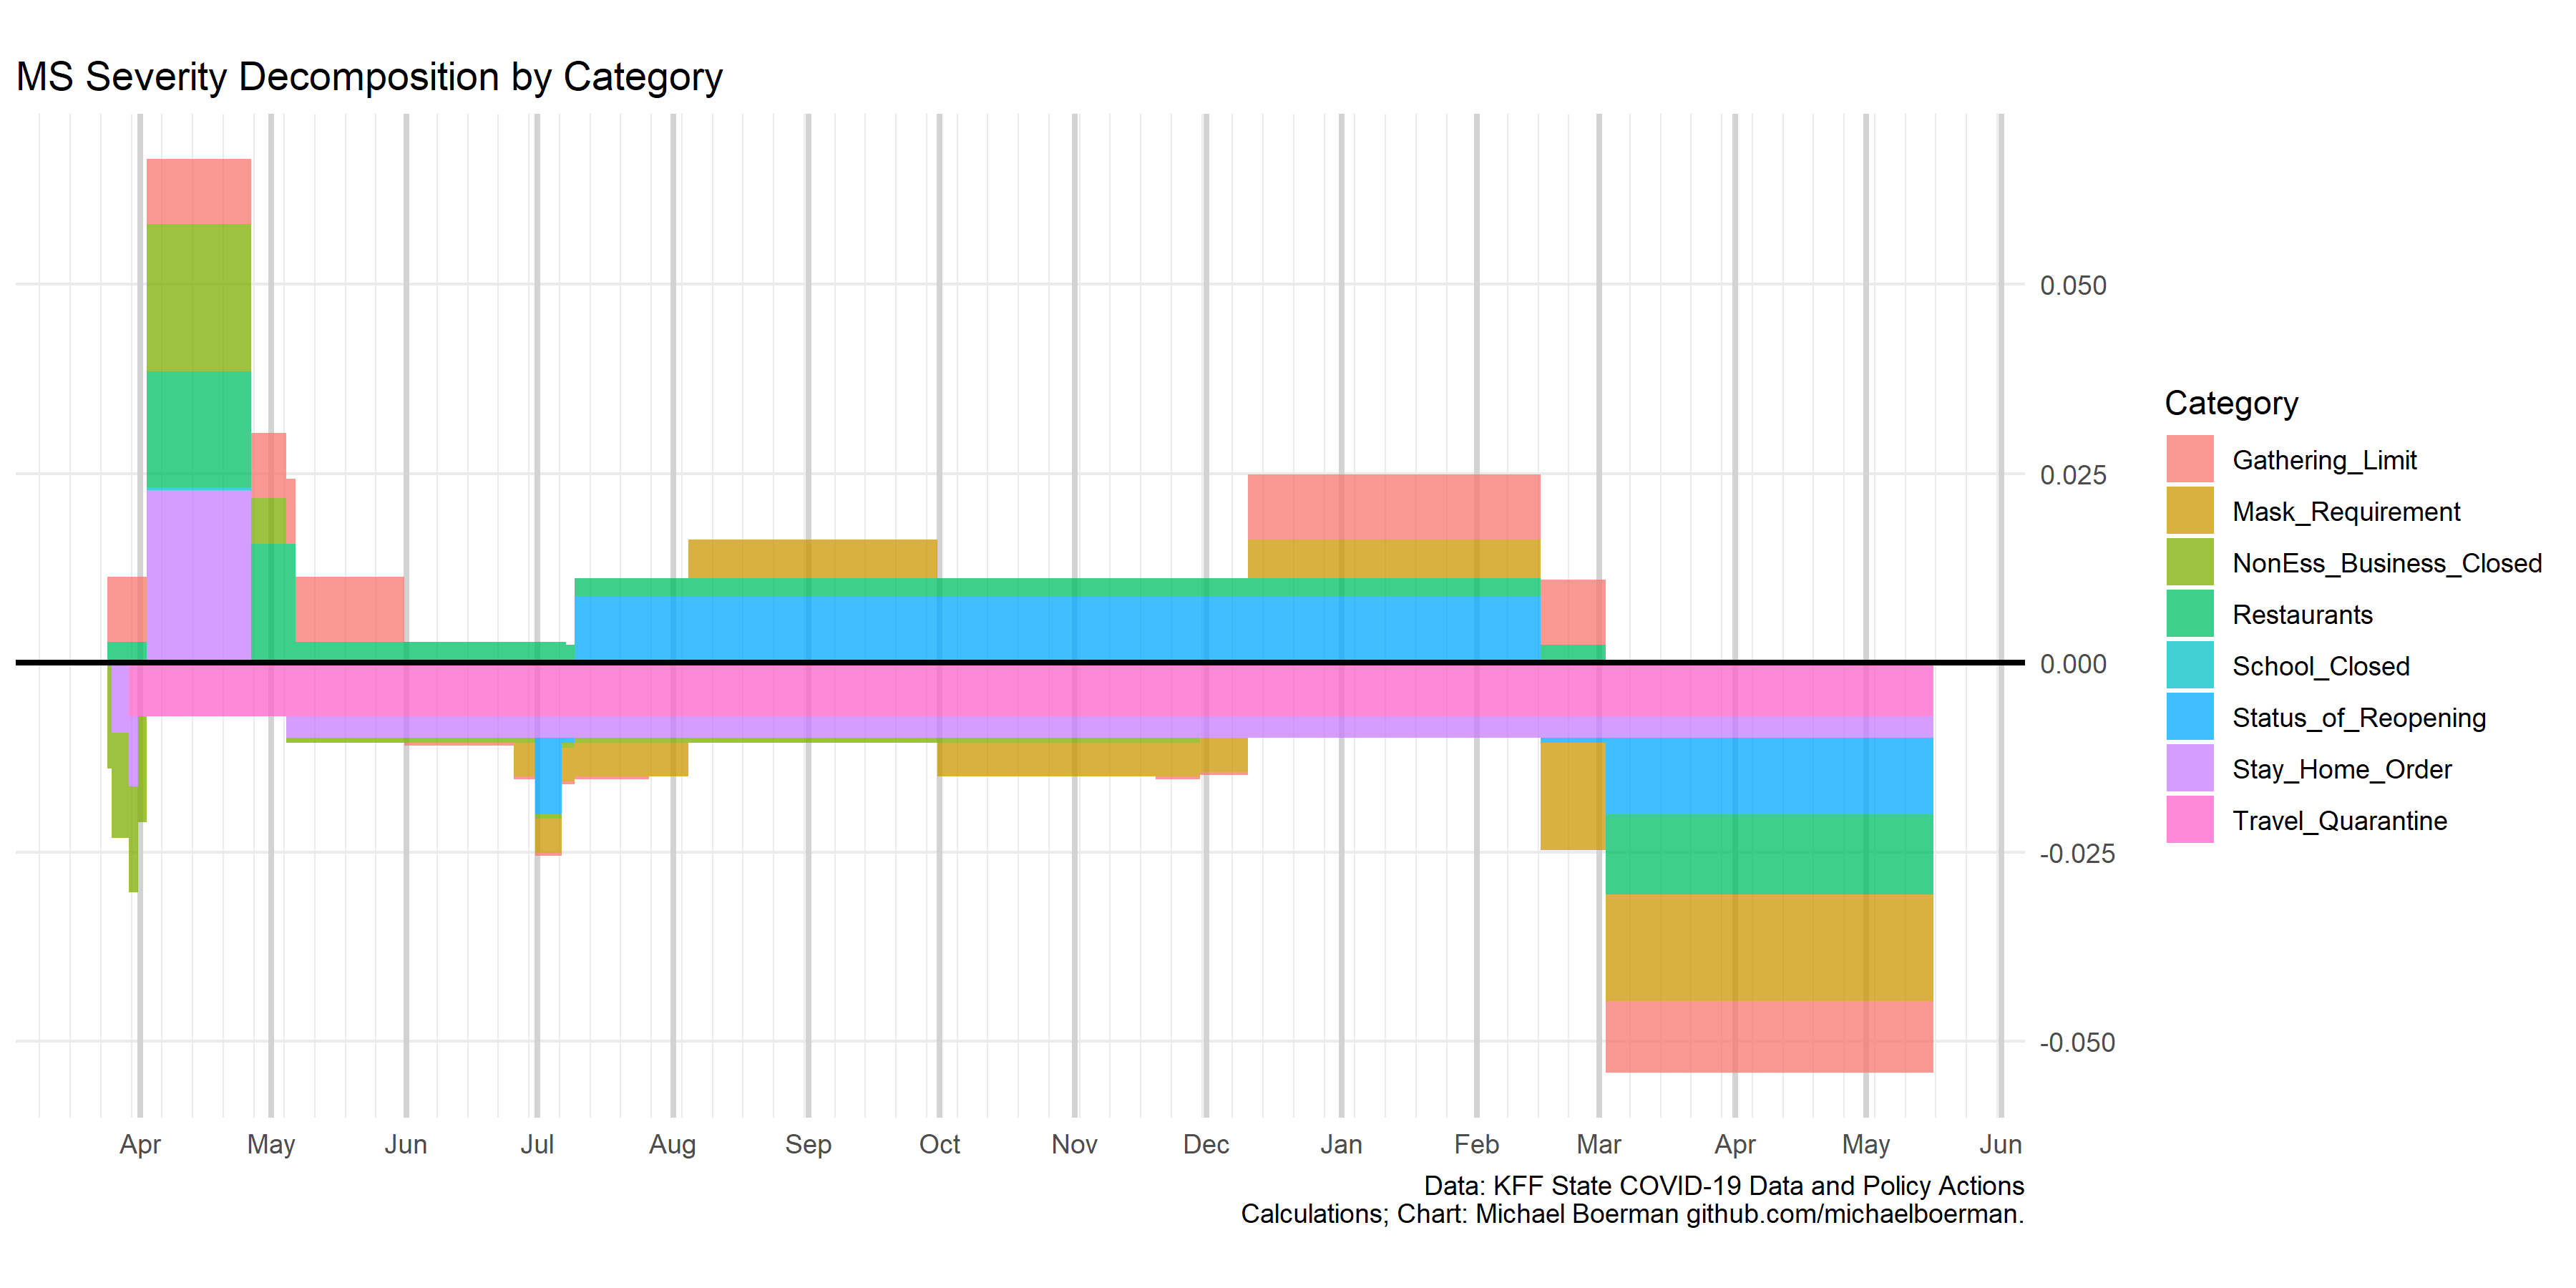 MS Severity Decomposition by Category
0.050
0.025
0.000
-0.025
-0.050
Apr May Jun Jul Aug Sep Oct Nov Dec Jan Feb Mar Apr May Jun
Data: KFF State COVID-19 Data and Policy Actions
Calculations; Chart: Michael Boerman github.com/michaelboerman.
Category
Gathering_Limit
Mask_Requirement
NonEss_Business_Closed
Restaurants
School_Closed
Status_of_Reopening
Stay_Home_Order
Travel_Quarantine